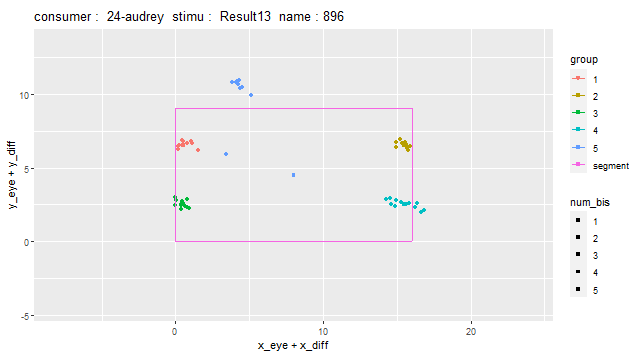 consumer : 24-audrey stimu : Result13 name : 896
y_eye + y_diff
10
5
0
-5
0
10
20
x_eye + x_diff
group
1
2
3
4
5
segment
num_bis
1
2
3
4
5